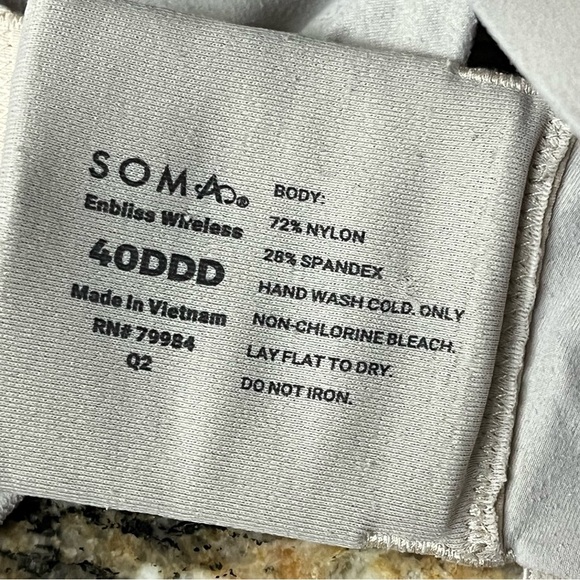 SOMA®
Enbliss Wireless
40DDD
Made In Vietnam
RN# 79984
Q2
BODY:
72% NYLON
28% SPANDEX
HAND WASH COLD. ONLY
NON-CHLORINE BLEACH.
LAY FLAT TO DRY.
DO NOT IRON.